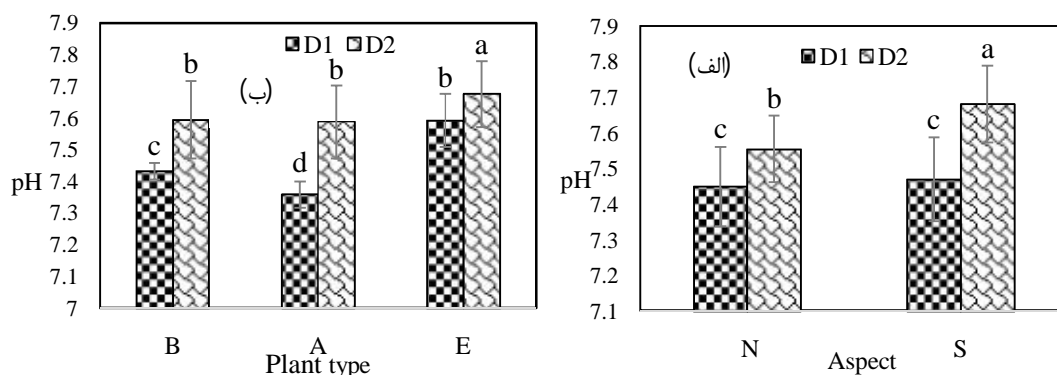 7.9
7.8
7.7
7.6
7.5
7.4
7.3
7.2
7.1
7
pH
D1 D2
(ب)
c b d b b a
B A E
Plant type
7.9
7.8
7.7
7.6
7.5
7.4
7.3
7.2
7.1
pH
D1 D2
(الف)
c b c a
N S
Aspect